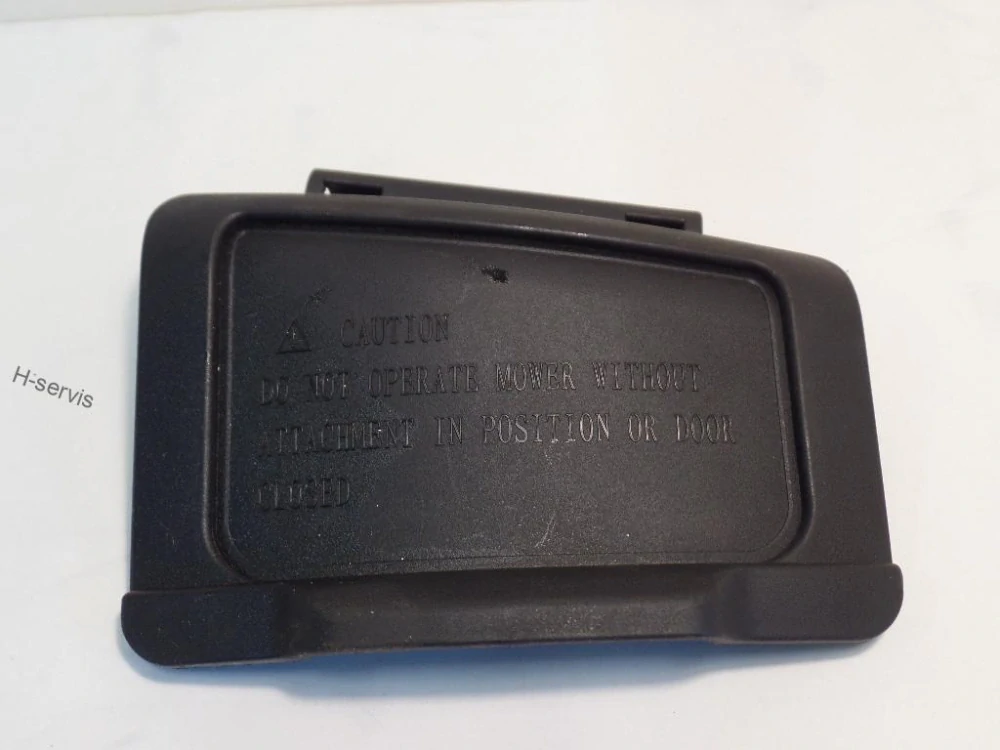 CAUTION
DO NOT OPERATE MOWER WITHOUT
ATTACHMENT IN POSITION OR DOOR
CLOSED
H-servis